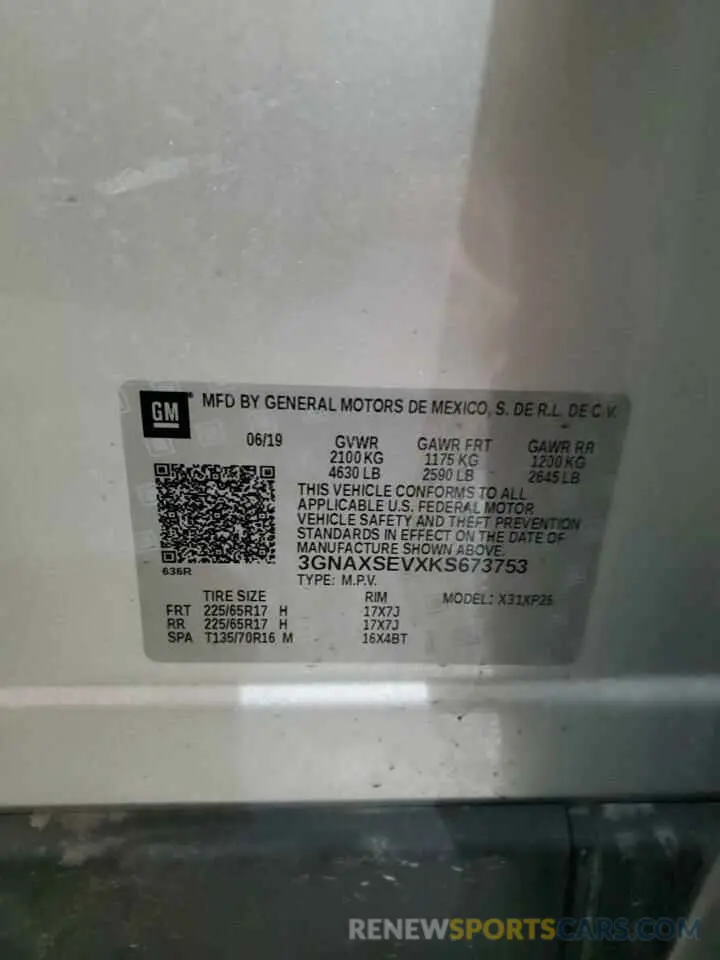 GM
MFD BY GENERAL MOTORS DE MEXICO, S. DE R.L. DE C.V.
06/19 GVWR GAWR FRT GAWR RR
2100 KG 1175 KG 1200 KG
4630 LB 2590 LB 2645 LB
THIS VEHICLE CONFORMS TO ALL
APPLICABLE U.S. FEDERAL MOTOR
VEHICLE SAFETY AND THEFT PREVENTION
STANDARDS IN EFFECT ON THE DATE OF
MANUFACTURE SHOWN ABOVE.
3GNAXSEVXKS673753
636R TYPE: M.P.V.
TIRE SIZE RIM MODEL: X31XP26
FRT 225/65R17 H 17X7J
RR 225/65R17 H 17X7J
SPA T135/70R16 M 16X4BT
RENEWSPORTSCARS.COM